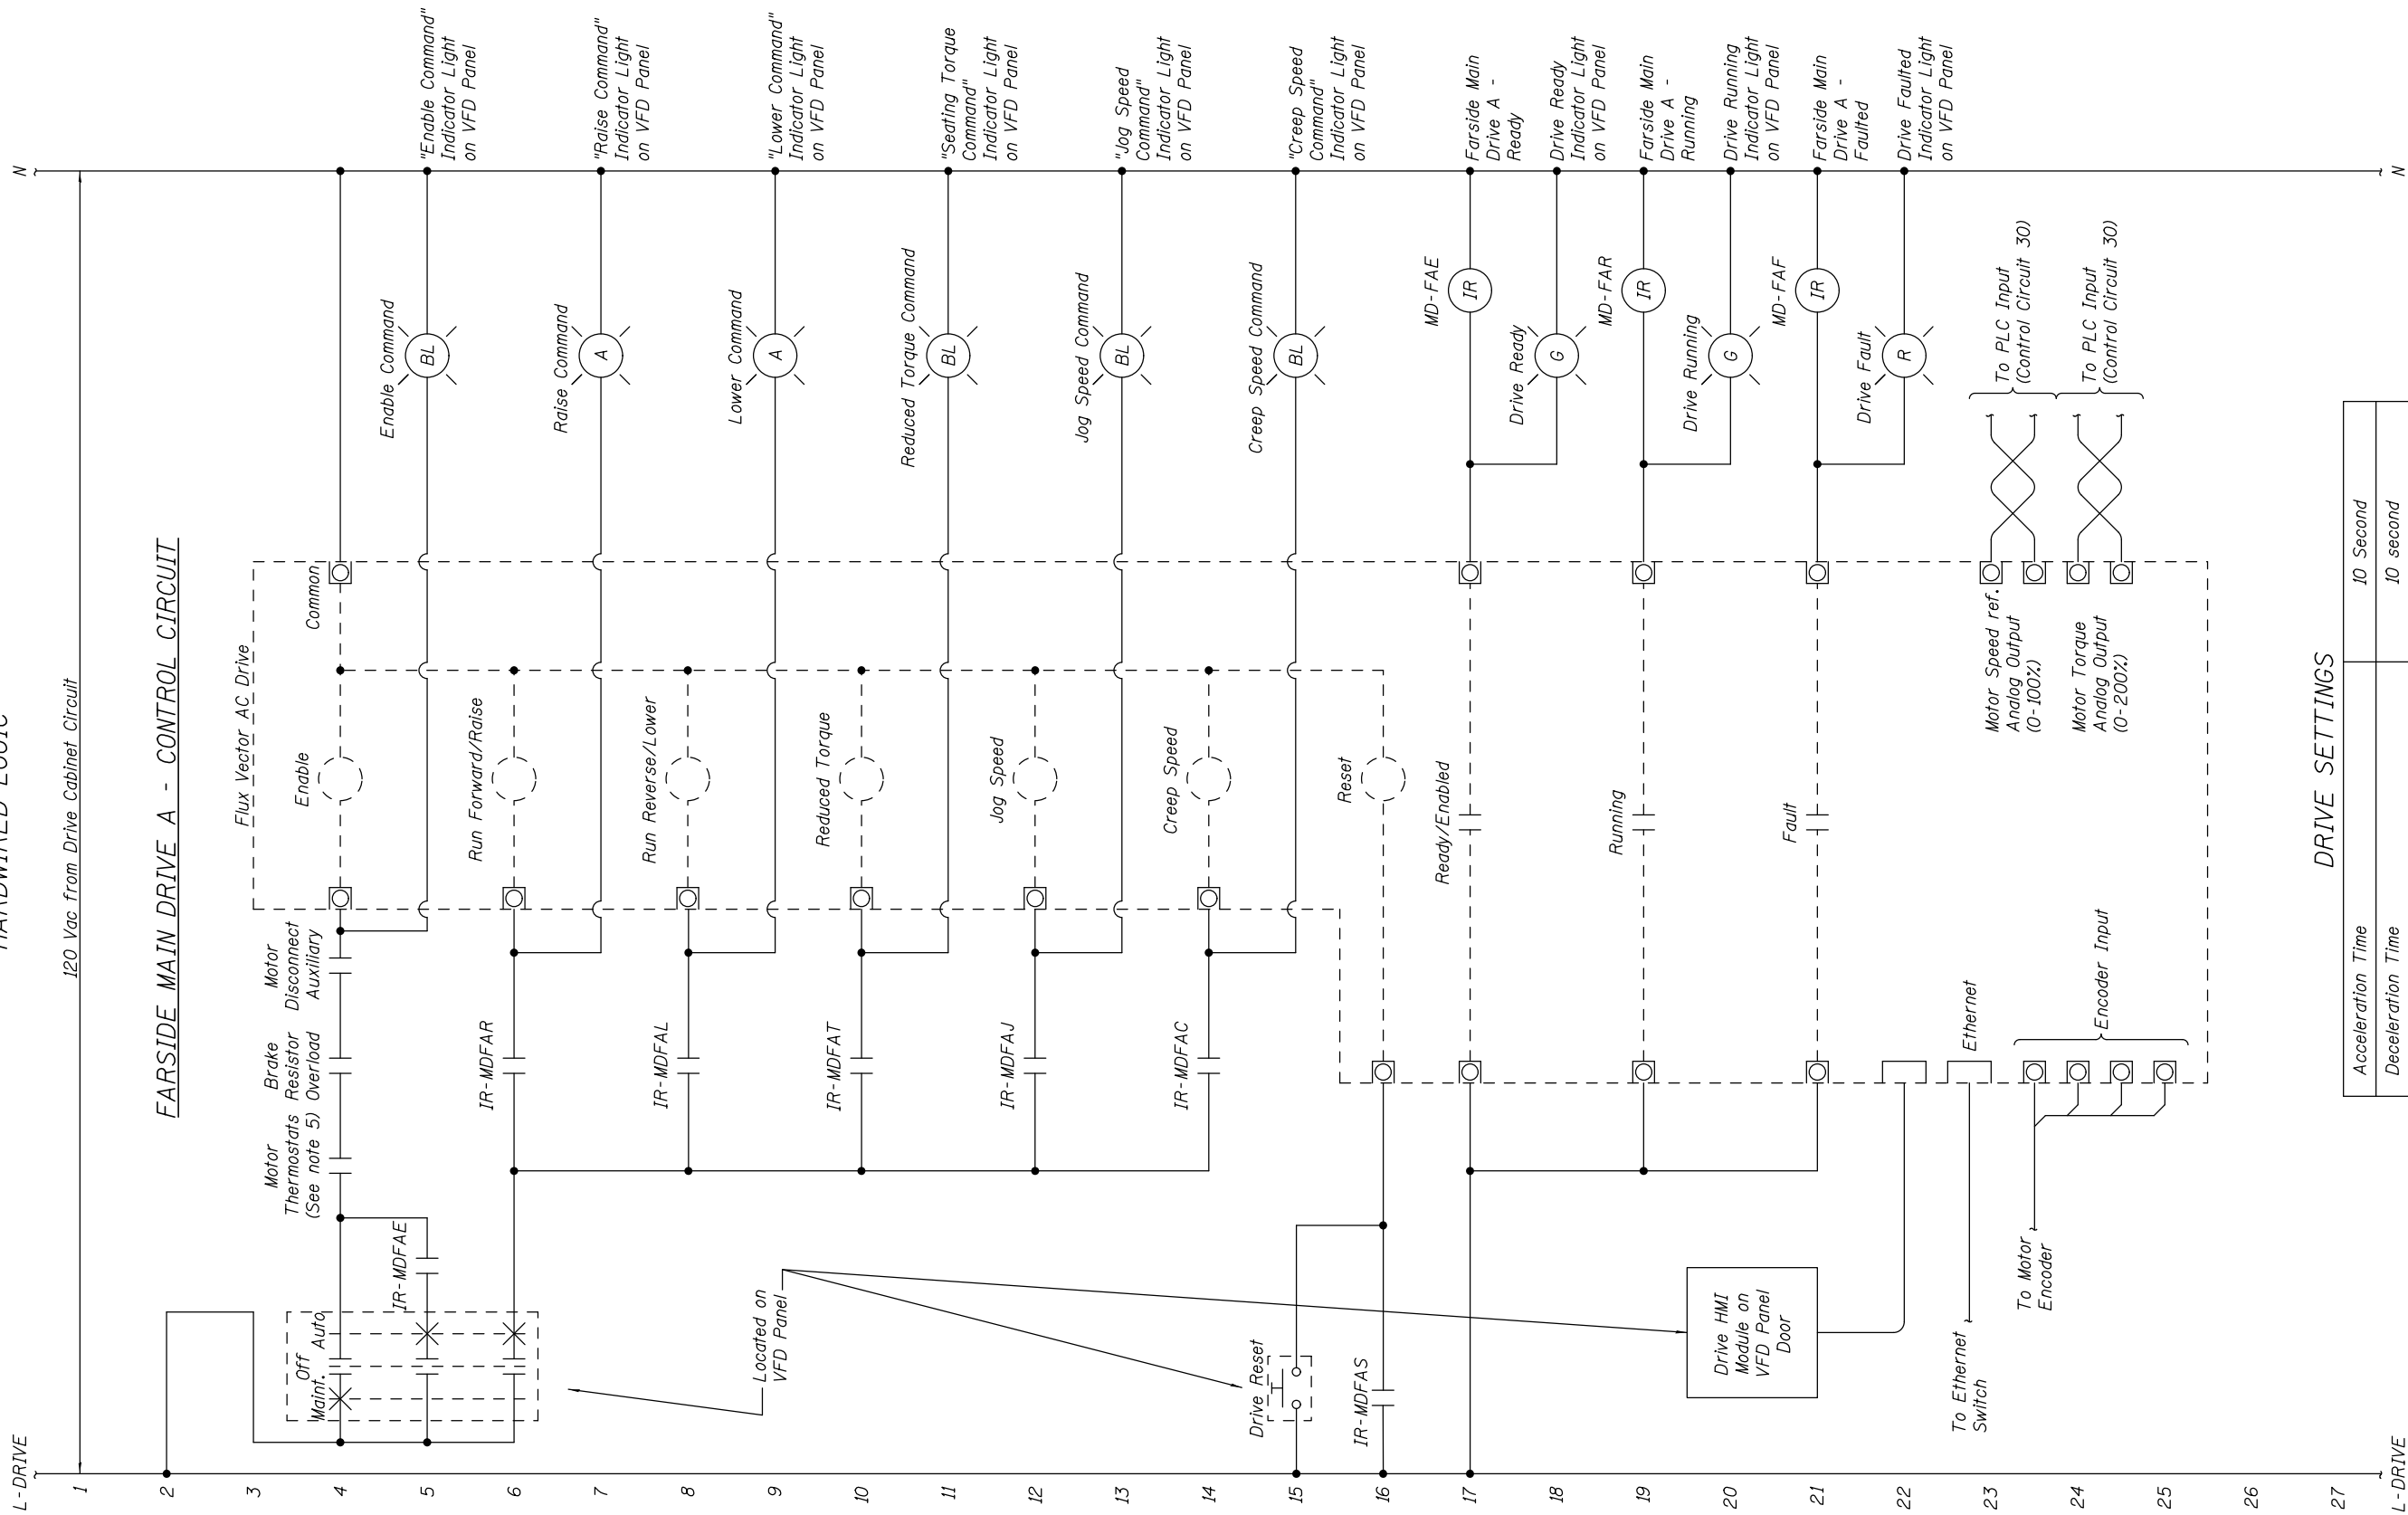 HARDWIRED LOGIC
L-DRIVE
N
120 Vac from Drive Cabinet Circuit
FARSIDE MAIN DRIVE A - CONTROL CIRCUIT
1
2
3
4
5
6
7
8
9
10
11
12
13
14
15
16
17
18
19
20
21
22
23
24
25
26
27
L-DRIVE
N
Flux Vector AC Drive
Off
Maint.
Auto
IR-MDFAE
Motor
Thermostats
(See note 5)
Brake
Resistor
Overload
Motor
Disconnect
Auxiliary
Enable
Common
Enable Command
BL
"Enable Command"
Indicator Light
on VFD Panel
IR-MDFAR
Run Forward/Raise
Raise Command
A
"Raise Command"
Indicator Light
on VFD Panel
IR-MDFAL
Run Reverse/Lower
Lower Command
A
"Lower Command"
Indicator Light
on VFD Panel
IR-MDFAT
Reduced Torque
Reduced Torque Command
BL
"Seating Torque
Command"
Indicator Light
on VFD Panel
IR-MDFAJ
Jog Speed
Jog Speed Command
BL
"Jog Speed
Command"
Indicator Light
on VFD Panel
IR-MDFAC
Creep Speed
Creep Speed Command
BL
"Creep Speed
Command"
Indicator Light
on VFD Panel
Located on
VFD Panel
Drive Reset
IR-MDFAS
Reset
Ready/Enabled
MD-FAE
IR
Farside Main
Drive A -
Ready
Drive Ready
G
Drive Ready
Indicator Light
on VFD Panel
Running
MD-FAR
IR
Farside Main
Drive A -
Running
Drive Running
G
Drive Running
Indicator Light
on VFD Panel
Fault
MD-FAF
IR
Farside Main
Drive A -
Faulted
Drive Fault
R
Drive Faulted
Indicator Light
on VFD Panel
Drive HMI
Module on
VFD Panel
Door
To Ethernet
Switch
Ethernet
To Motor
Encoder
Encoder Input
Motor Speed ref.
Analog Output
(0-100%)
To PLC Input
(Control Circuit 30)
Motor Torque
Analog Output
(0-200%)
To PLC Input
(Control Circuit 30)
DRIVE SETTINGS
Acceleration Time
10 Second
Deceleration Time
10 second